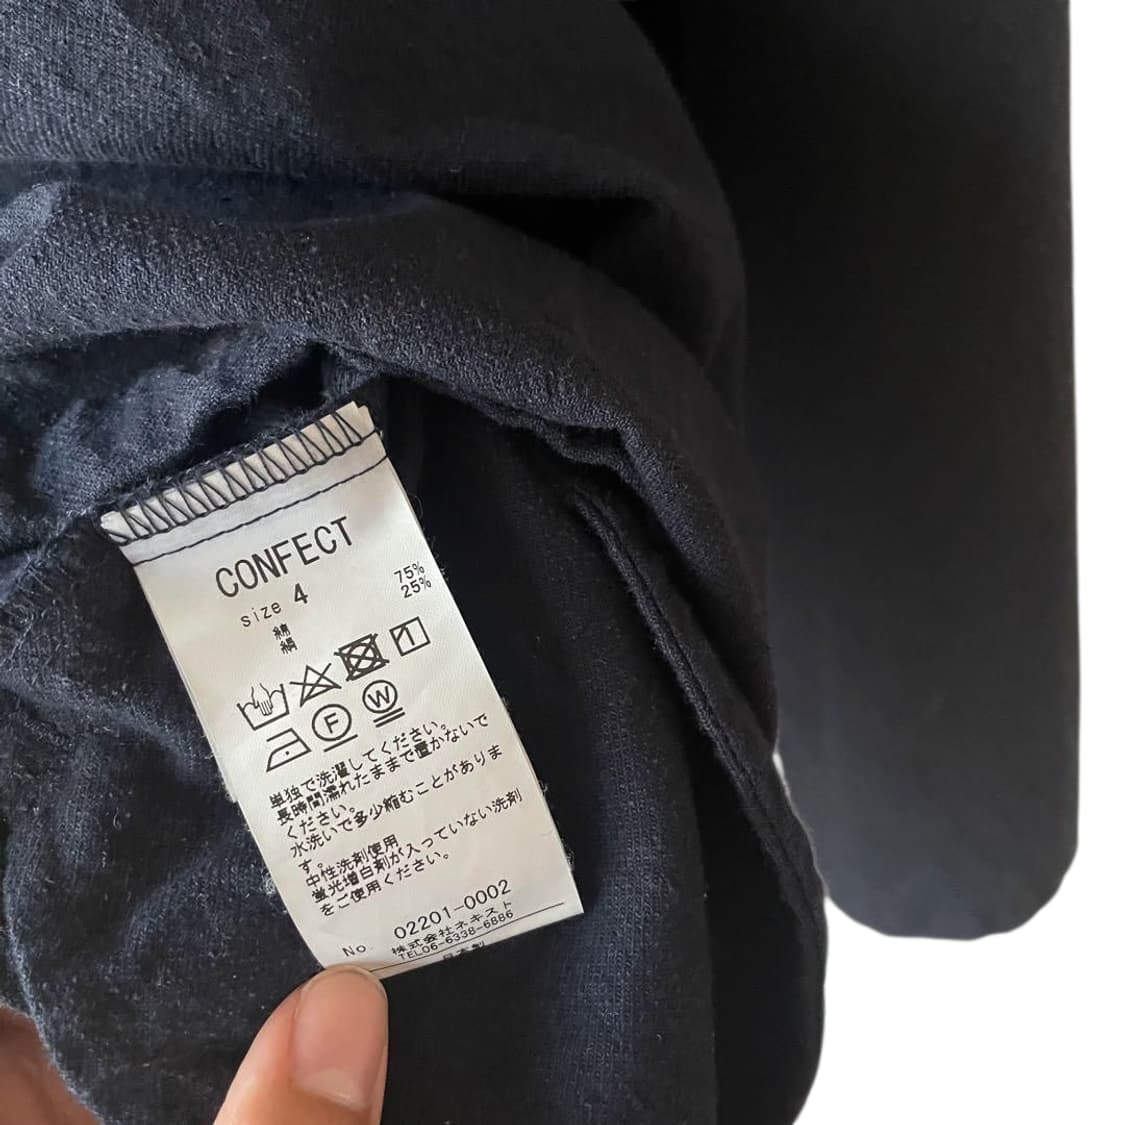 CONFECT
size 4
綿 75%
絹 25%
F W
単独で洗濯してください。
長時間濡れたままで置かないで
ください。
水洗いで多少縮むことがありま
す。
中性洗剤使用
蛍光増白剤が入っていない洗剤
をご使用ください。
No. 02201-0002
株式会社ネキスト
TEL06-6338-6886
日本製